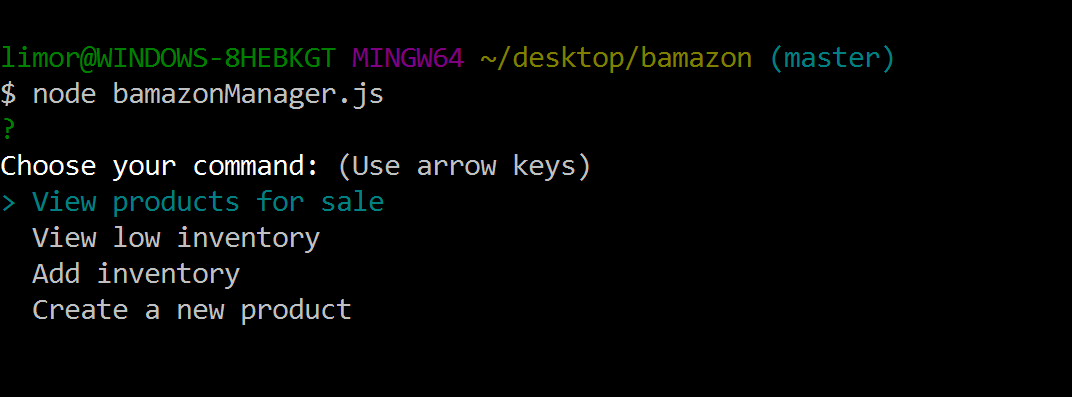 limor@WINDOWS-8HEBKGT MINGW64 ~/desktop/bamazon (master)
$ node bamazonManager.js
?
Choose your command: (Use arrow keys)
> View products for sale
  View low inventory
  Add inventory
  Create a new product